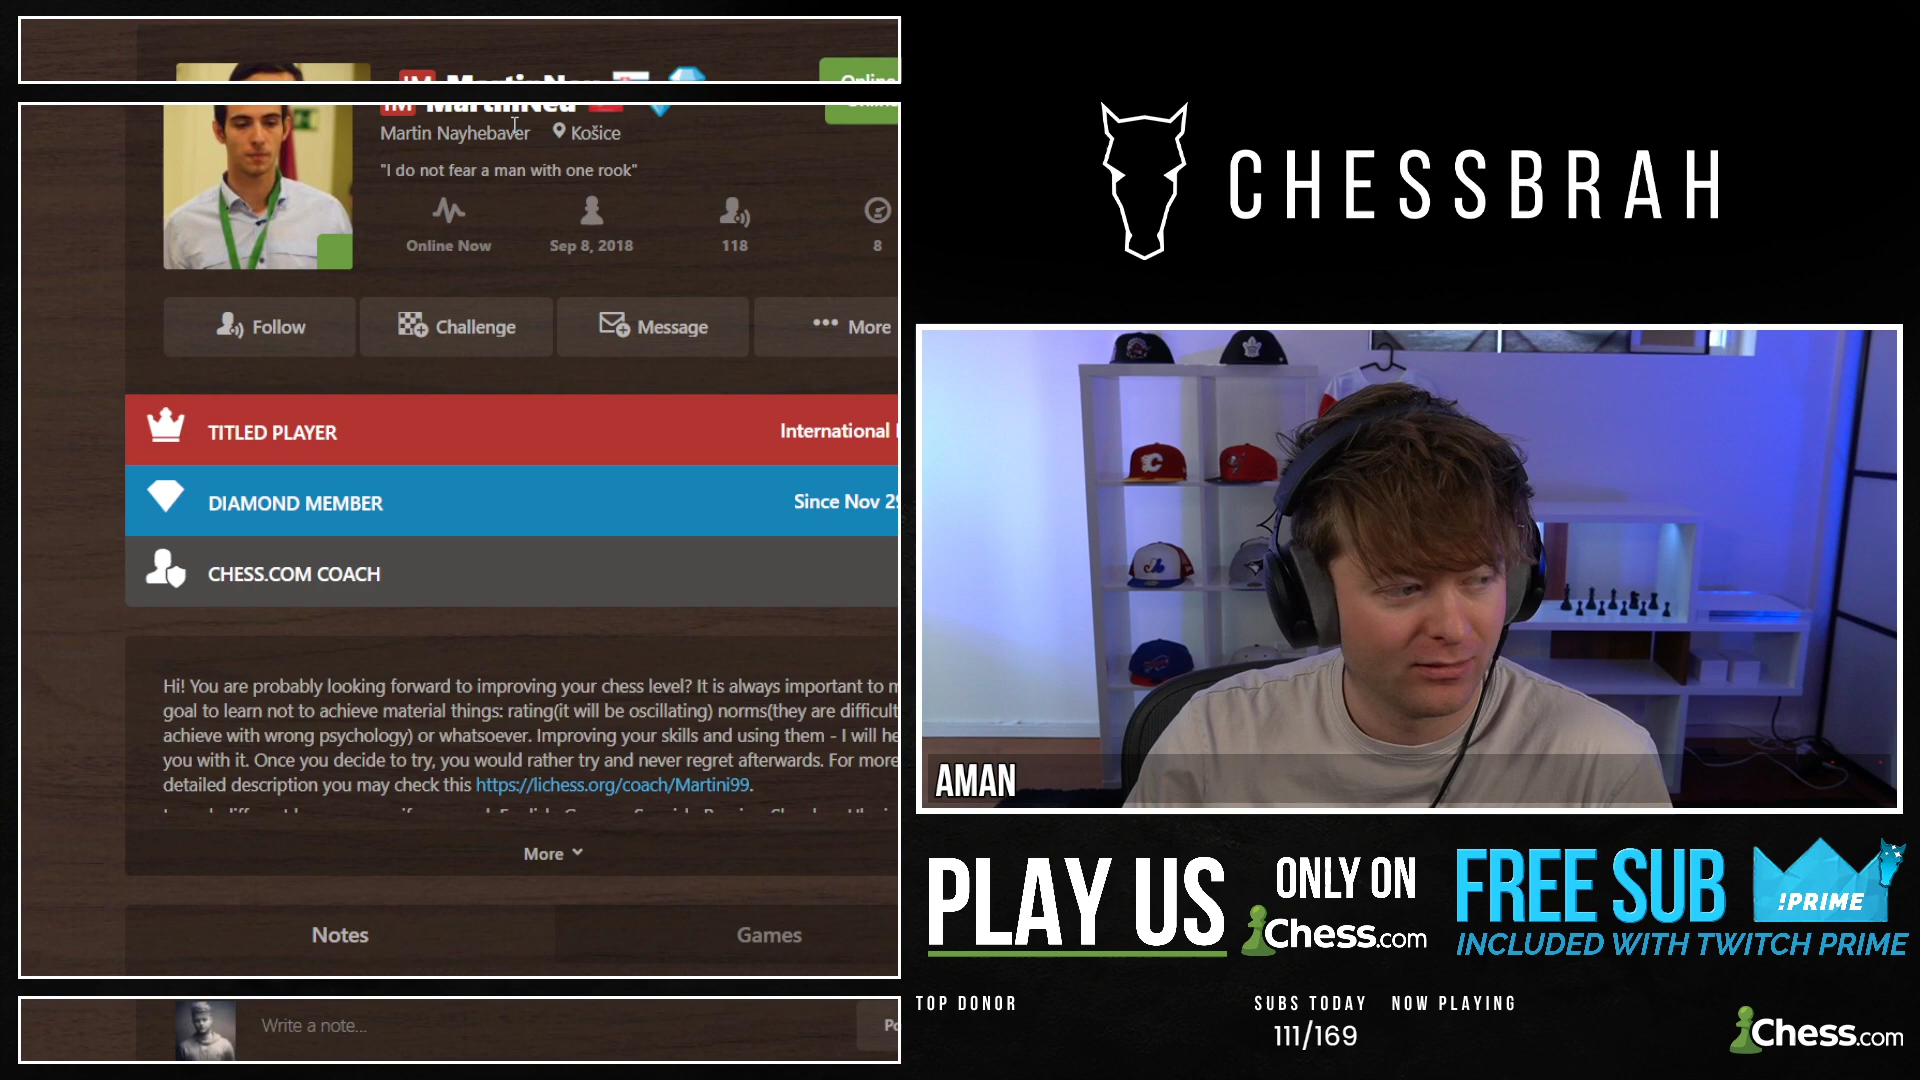 Online
IM MartinNeu
Martin Nayhebaver Košice
"I do not fear a man with one rook"
Online Now Sep 8, 2018 118 8
Follow Challenge Message More
TITLED PLAYER International
DIAMOND MEMBER Since Nov
CHESS.COM COACH
Hi! You are probably looking forward to improving your chess level? It is always important to
goal to learn not to achieve material things: rating(it will be oscillating) norms(they are difficult
achieve with wrong psychology) or whatsoever. Improving your skills and using them - I will
you with it. Once you decide to try, you would rather try and never regret afterwards. For more
detailed description you may check this https://lichess.org/coach/Martini99.
More
Notes Games
Write a note...
CHESSBRAH
AMAN
PLAY US
ONLY ON
Chess.com
FREE SUB
!PRIME
INCLUDED WITH TWITCH PRIME
TOP DONOR SUBS TODAY NOW PLAYING
111/169
Chess.com